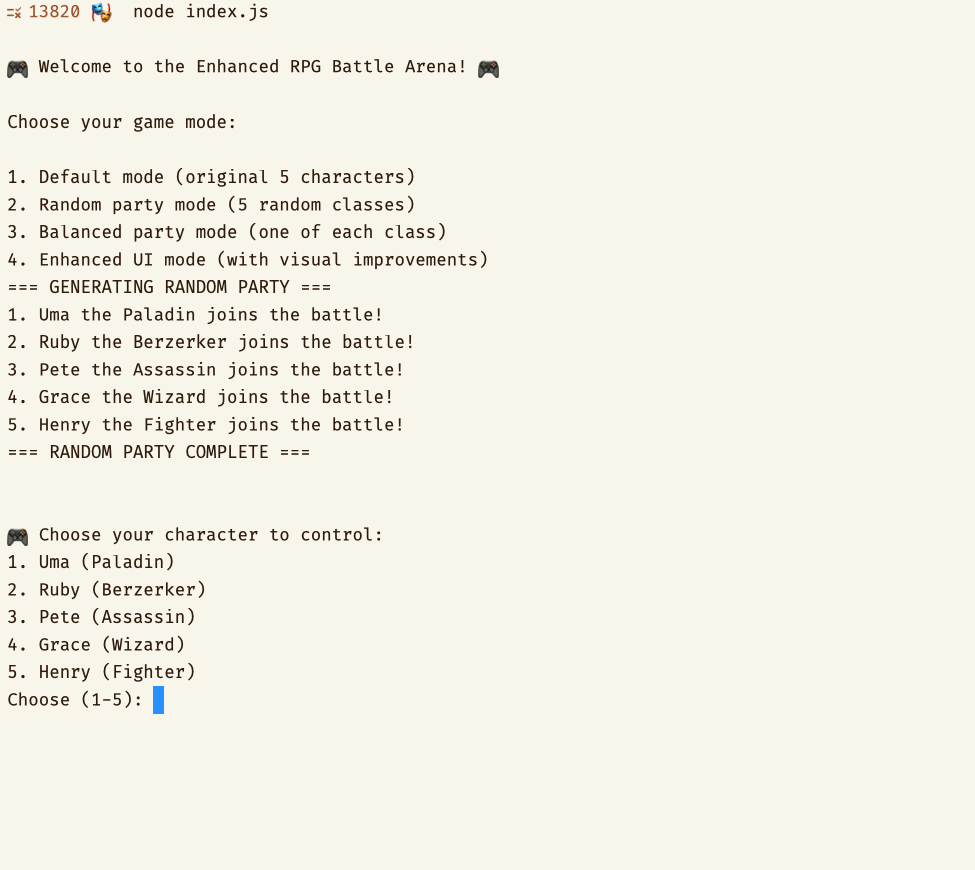 13820 node index.js
Welcome to the Enhanced RPG Battle Arena!
Choose your game mode:
1. Default mode (original 5 characters)
2. Random party mode (5 random classes)
3. Balanced party mode (one of each class)
4. Enhanced UI mode (with visual improvements)
=== GENERATING RANDOM PARTY ===
1. Uma the Paladin joins the battle!
2. Ruby the Berzerker joins the battle!
3. Pete the Assassin joins the battle!
4. Grace the Wizard joins the battle!
5. Henry the Fighter joins the battle!
=== RANDOM PARTY COMPLETE ===
Choose your character to control:
1. Uma (Paladin)
2. Ruby (Berzerker)
3. Pete (Assassin)
4. Grace (Wizard)
5. Henry (Fighter)
Choose (1-5):